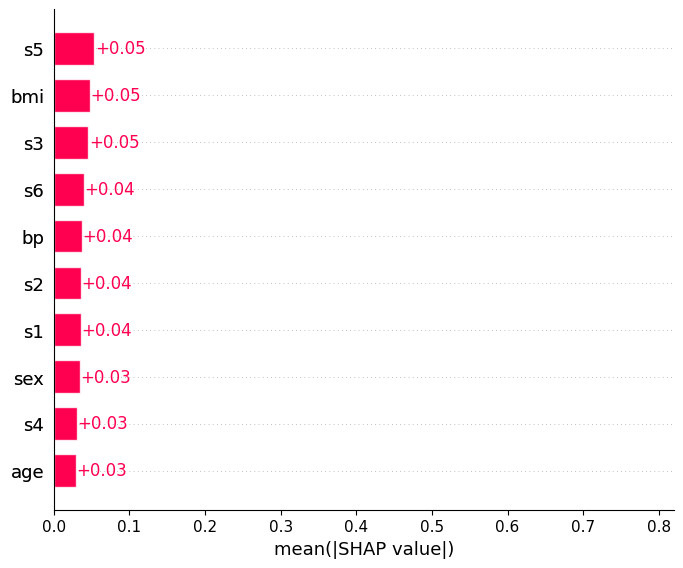 s5 +0.05
bmi +0.05
s3 +0.05
s6 +0.04
bp +0.04
s2 +0.04
s1 +0.04
sex +0.03
s4 +0.03
age +0.03
0.0 0.1 0.2 0.3 0.4 0.5 0.6 0.7 0.8
mean(|SHAP value|)